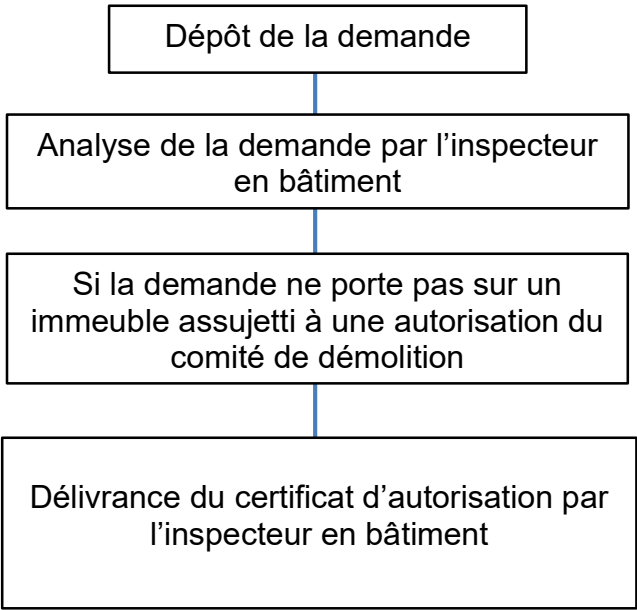 Dépôt de la demande
Analyse de la demande par l’inspecteur
en bâtiment
Si la demande ne porte pas sur un
immeuble assujetti à une autorisation du
comité de démolition
Délivrance du certificat d’autorisation par
l’inspecteur en bâtiment